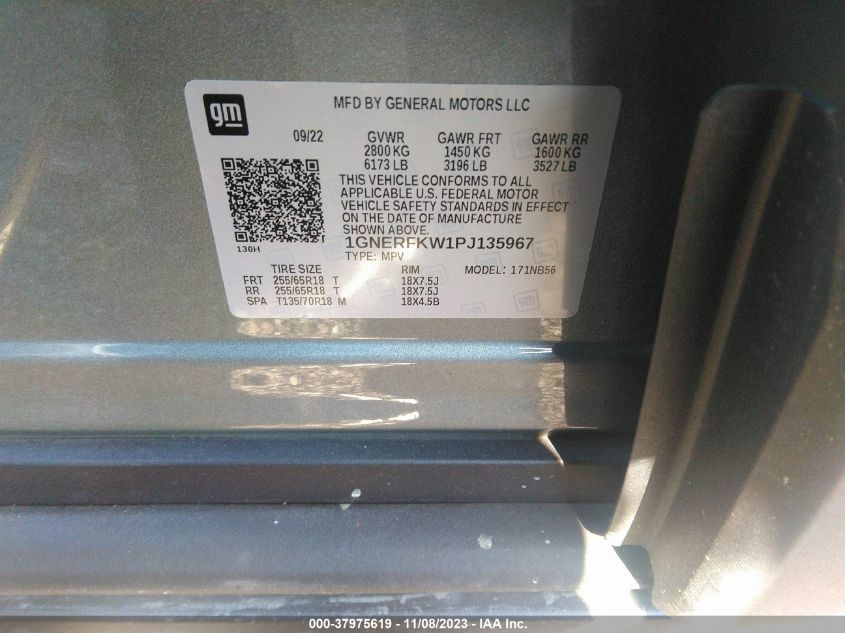 gm
MFD BY GENERAL MOTORS LLC
09/22 GVWR GAWR FRT GAWR RR
2800 KG 1450 KG 1600 KG
6173 LB 3196 LB 3527 LB
THIS VEHICLE CONFORMS TO ALL
APPLICABLE U.S. FEDERAL MOTOR
VEHICLE SAFETY STANDARDS IN EFFECT
ON THE DATE OF MANUFACTURE
SHOWN ABOVE.
130H
1GNERFKW1PJ135967
TYPE: MPV
TIRE SIZE RIM MODEL: 171NB56
FRT 255/65R18 T 18X7.5J
RR 255/65R18 T 18X7.5J
SPA T135/70R18 M 18X4.5B
000-37975619 - 11/08/2023 - IAA Inc.